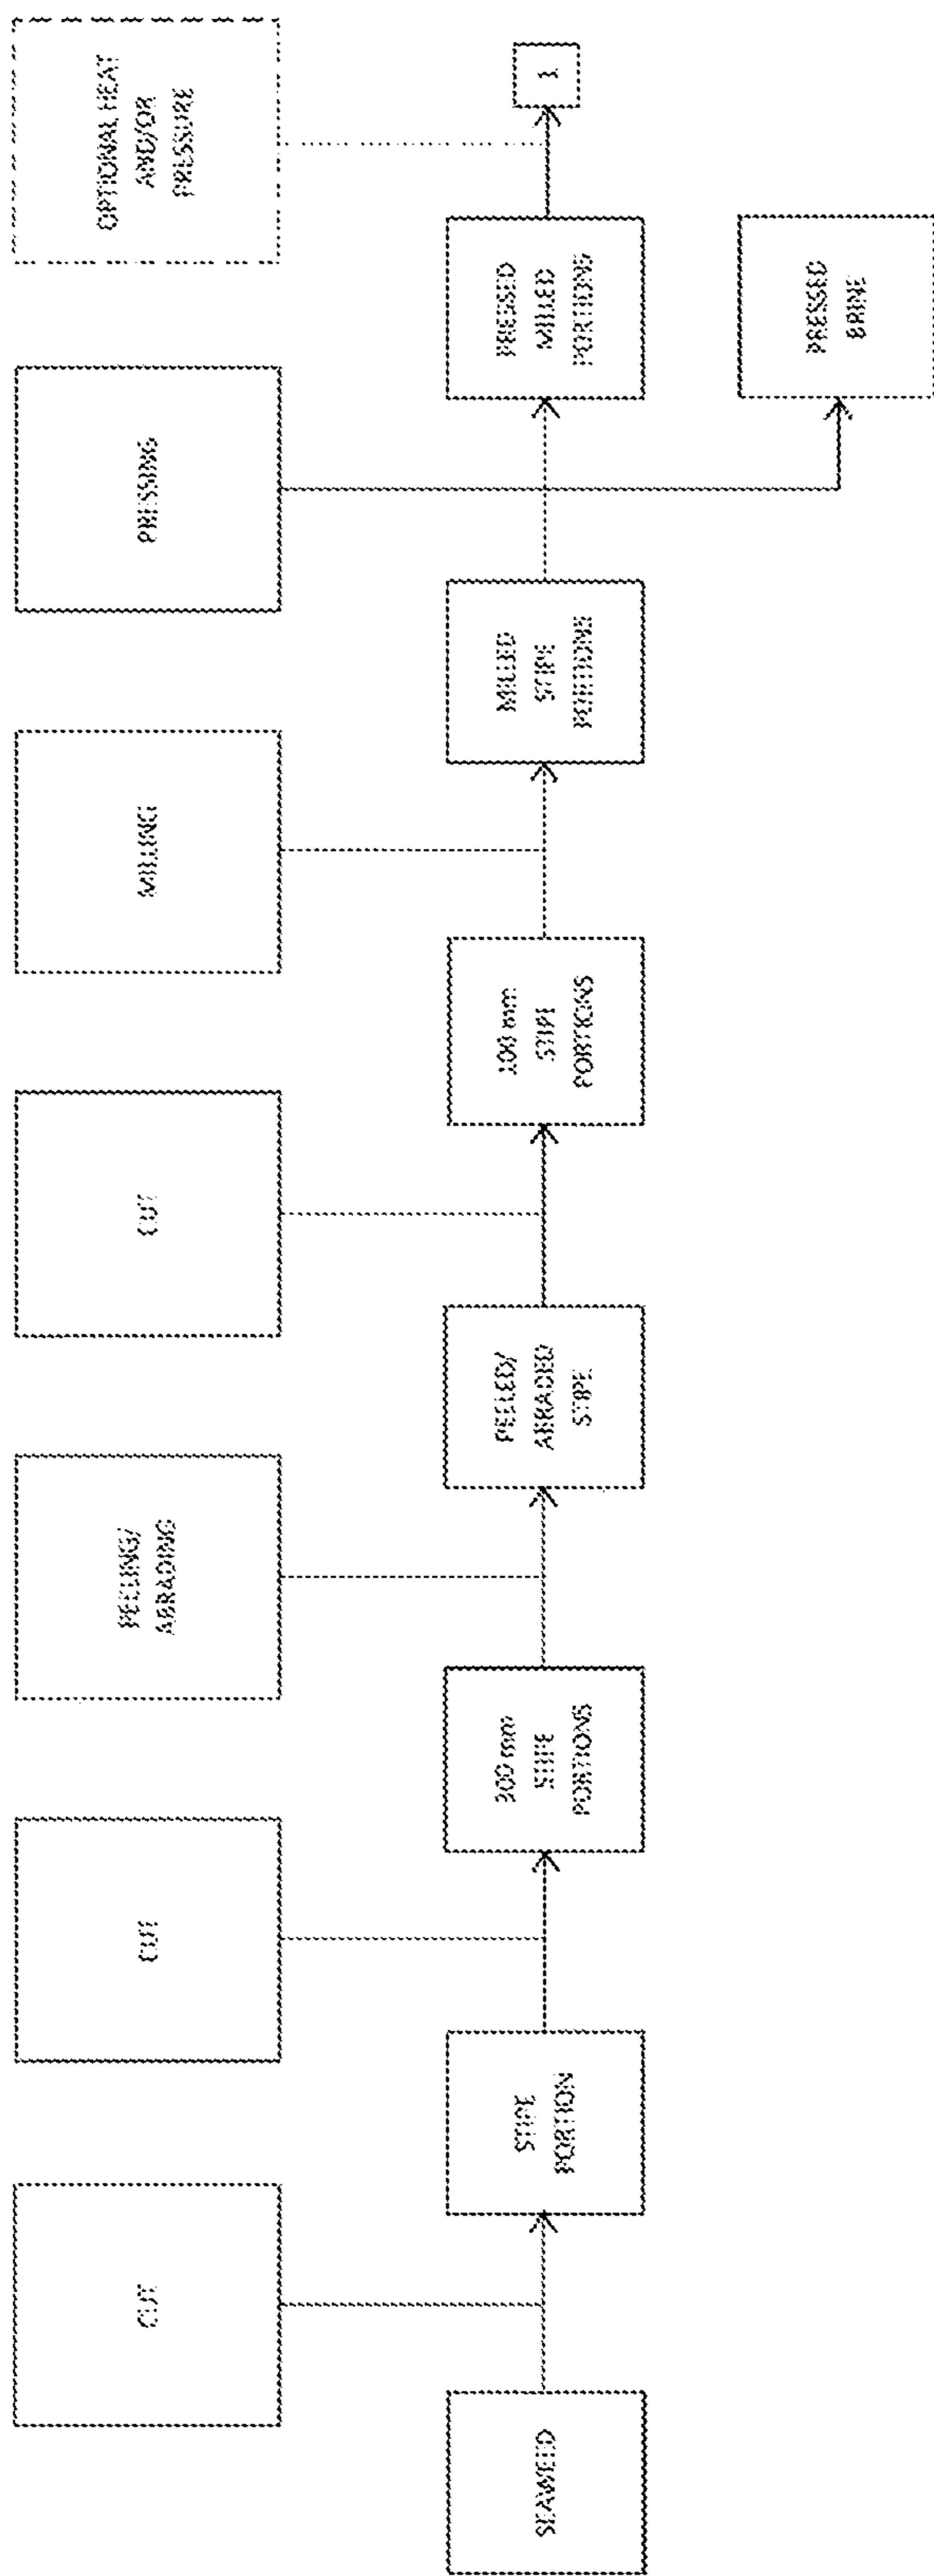 CUT
CUT
PEELING/
ABRADING
CUT
MILLING
PRESSING
OPTIONAL HEAT
AND/OR
PRESSURE
SEAWEED
STIPE
PORTION
300 mm
STIPE
PORTIONS
PEELED/
ABRADED
STIPE
100 mm
STIPE
PORTIONS
MILLED
STIPE
PORTIONS
PRESSED
MILLED
PORTIONS
1
PRESSED
BRINE